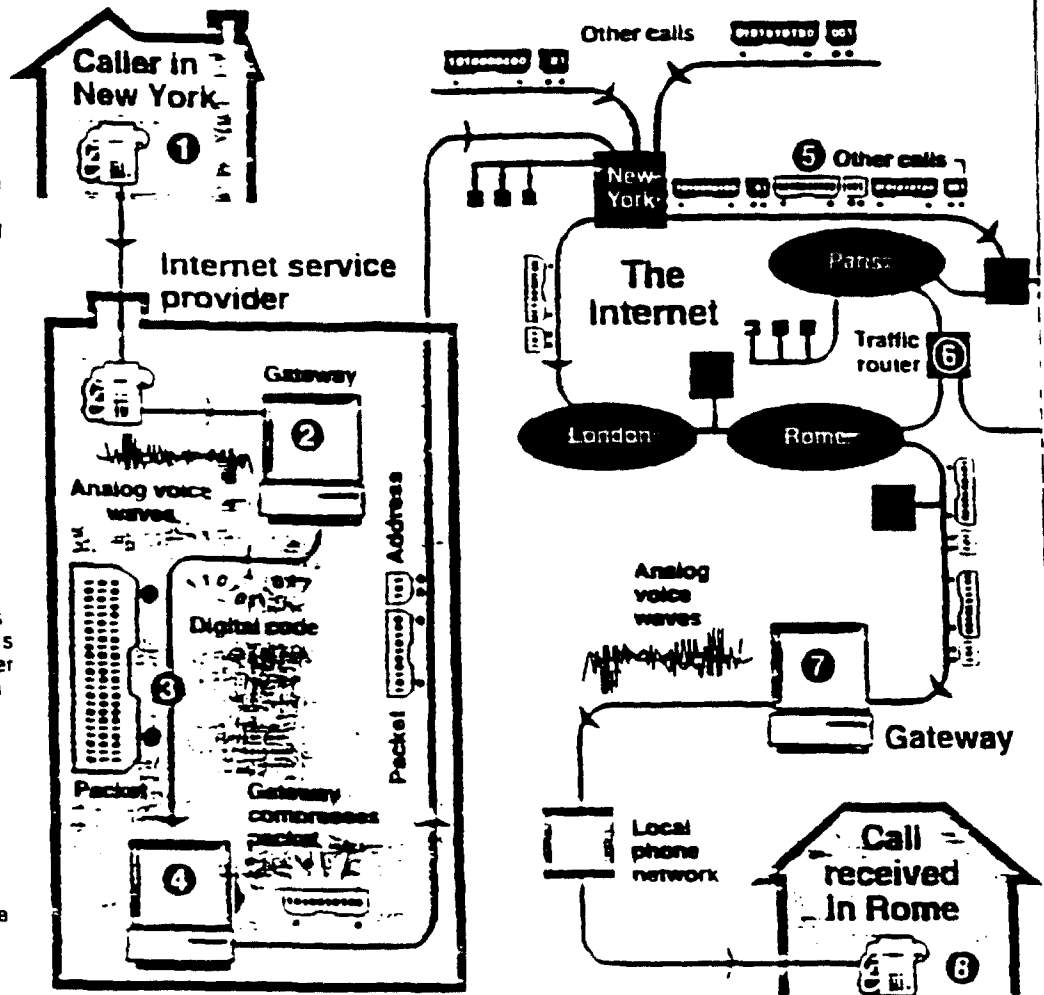 Caller in
New York
1
Internet service
provider
Gateway
2
Analog voice
waves
Digital code
3
Packet
Packet Address
Gateway
compresses
packet
4
Other calls
New
York
5 Other calls
The
Internet
Paris
Traffic
router
6
London
Rome
Analog
voice
waves
7
Gateway
Local
phone
network
Call
received
in Rome
8